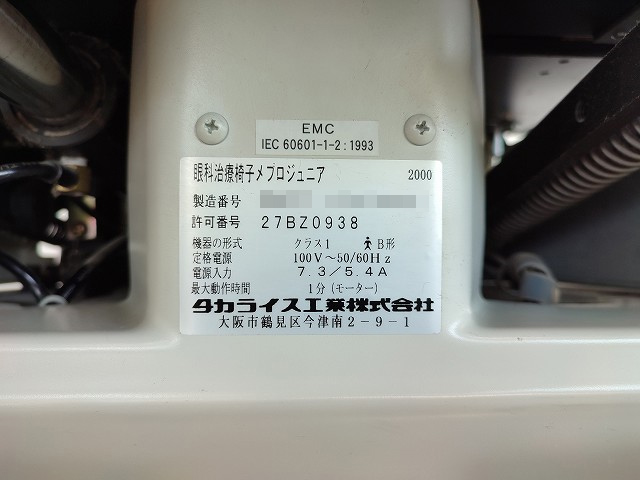 EMC
IEC 60601-1-2:1993
眼科治療椅子メプロジュニア 2000
製造番号
許可番号 27BZ0938
機器の形式 クラス1 B形
定格電源 100V～50/60Hz
電源入力 7.3/5.4A
最大動作時間 1分(モーター)
タカライス工業株式会社
大阪市鶴見区今津南2-9-1